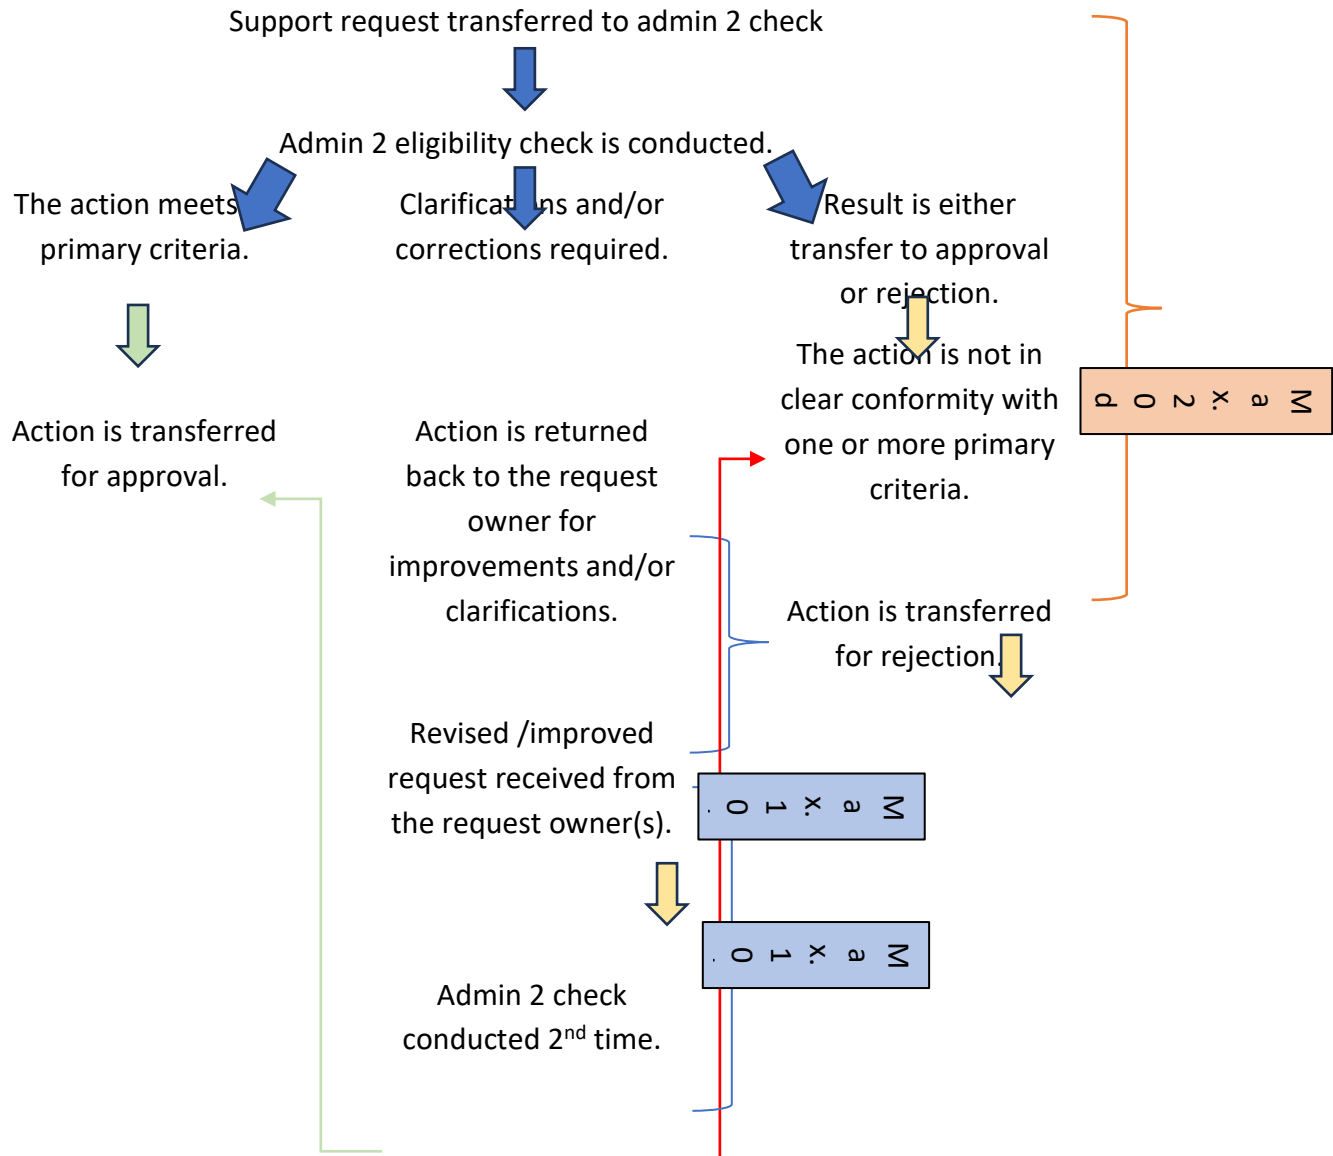 Support request transferred to admin 2 check
Admin 2 eligibility check is conducted.
The action meets
primary criteria.
Clarifications and/or
corrections required.
Result is either
transfer to approval
or rejection.
The action is not in
clear conformity with
one or more primary
criteria.
Max. 20 d
Action is transferred
for approval.
Action is returned
back to the request
owner for
improvements and/or
clarifications.
Action is transferred
for rejection.
Revised /improved
request received from
the request owner(s).
Max. 10
Max. 10
Admin 2 check
conducted 2nd time.